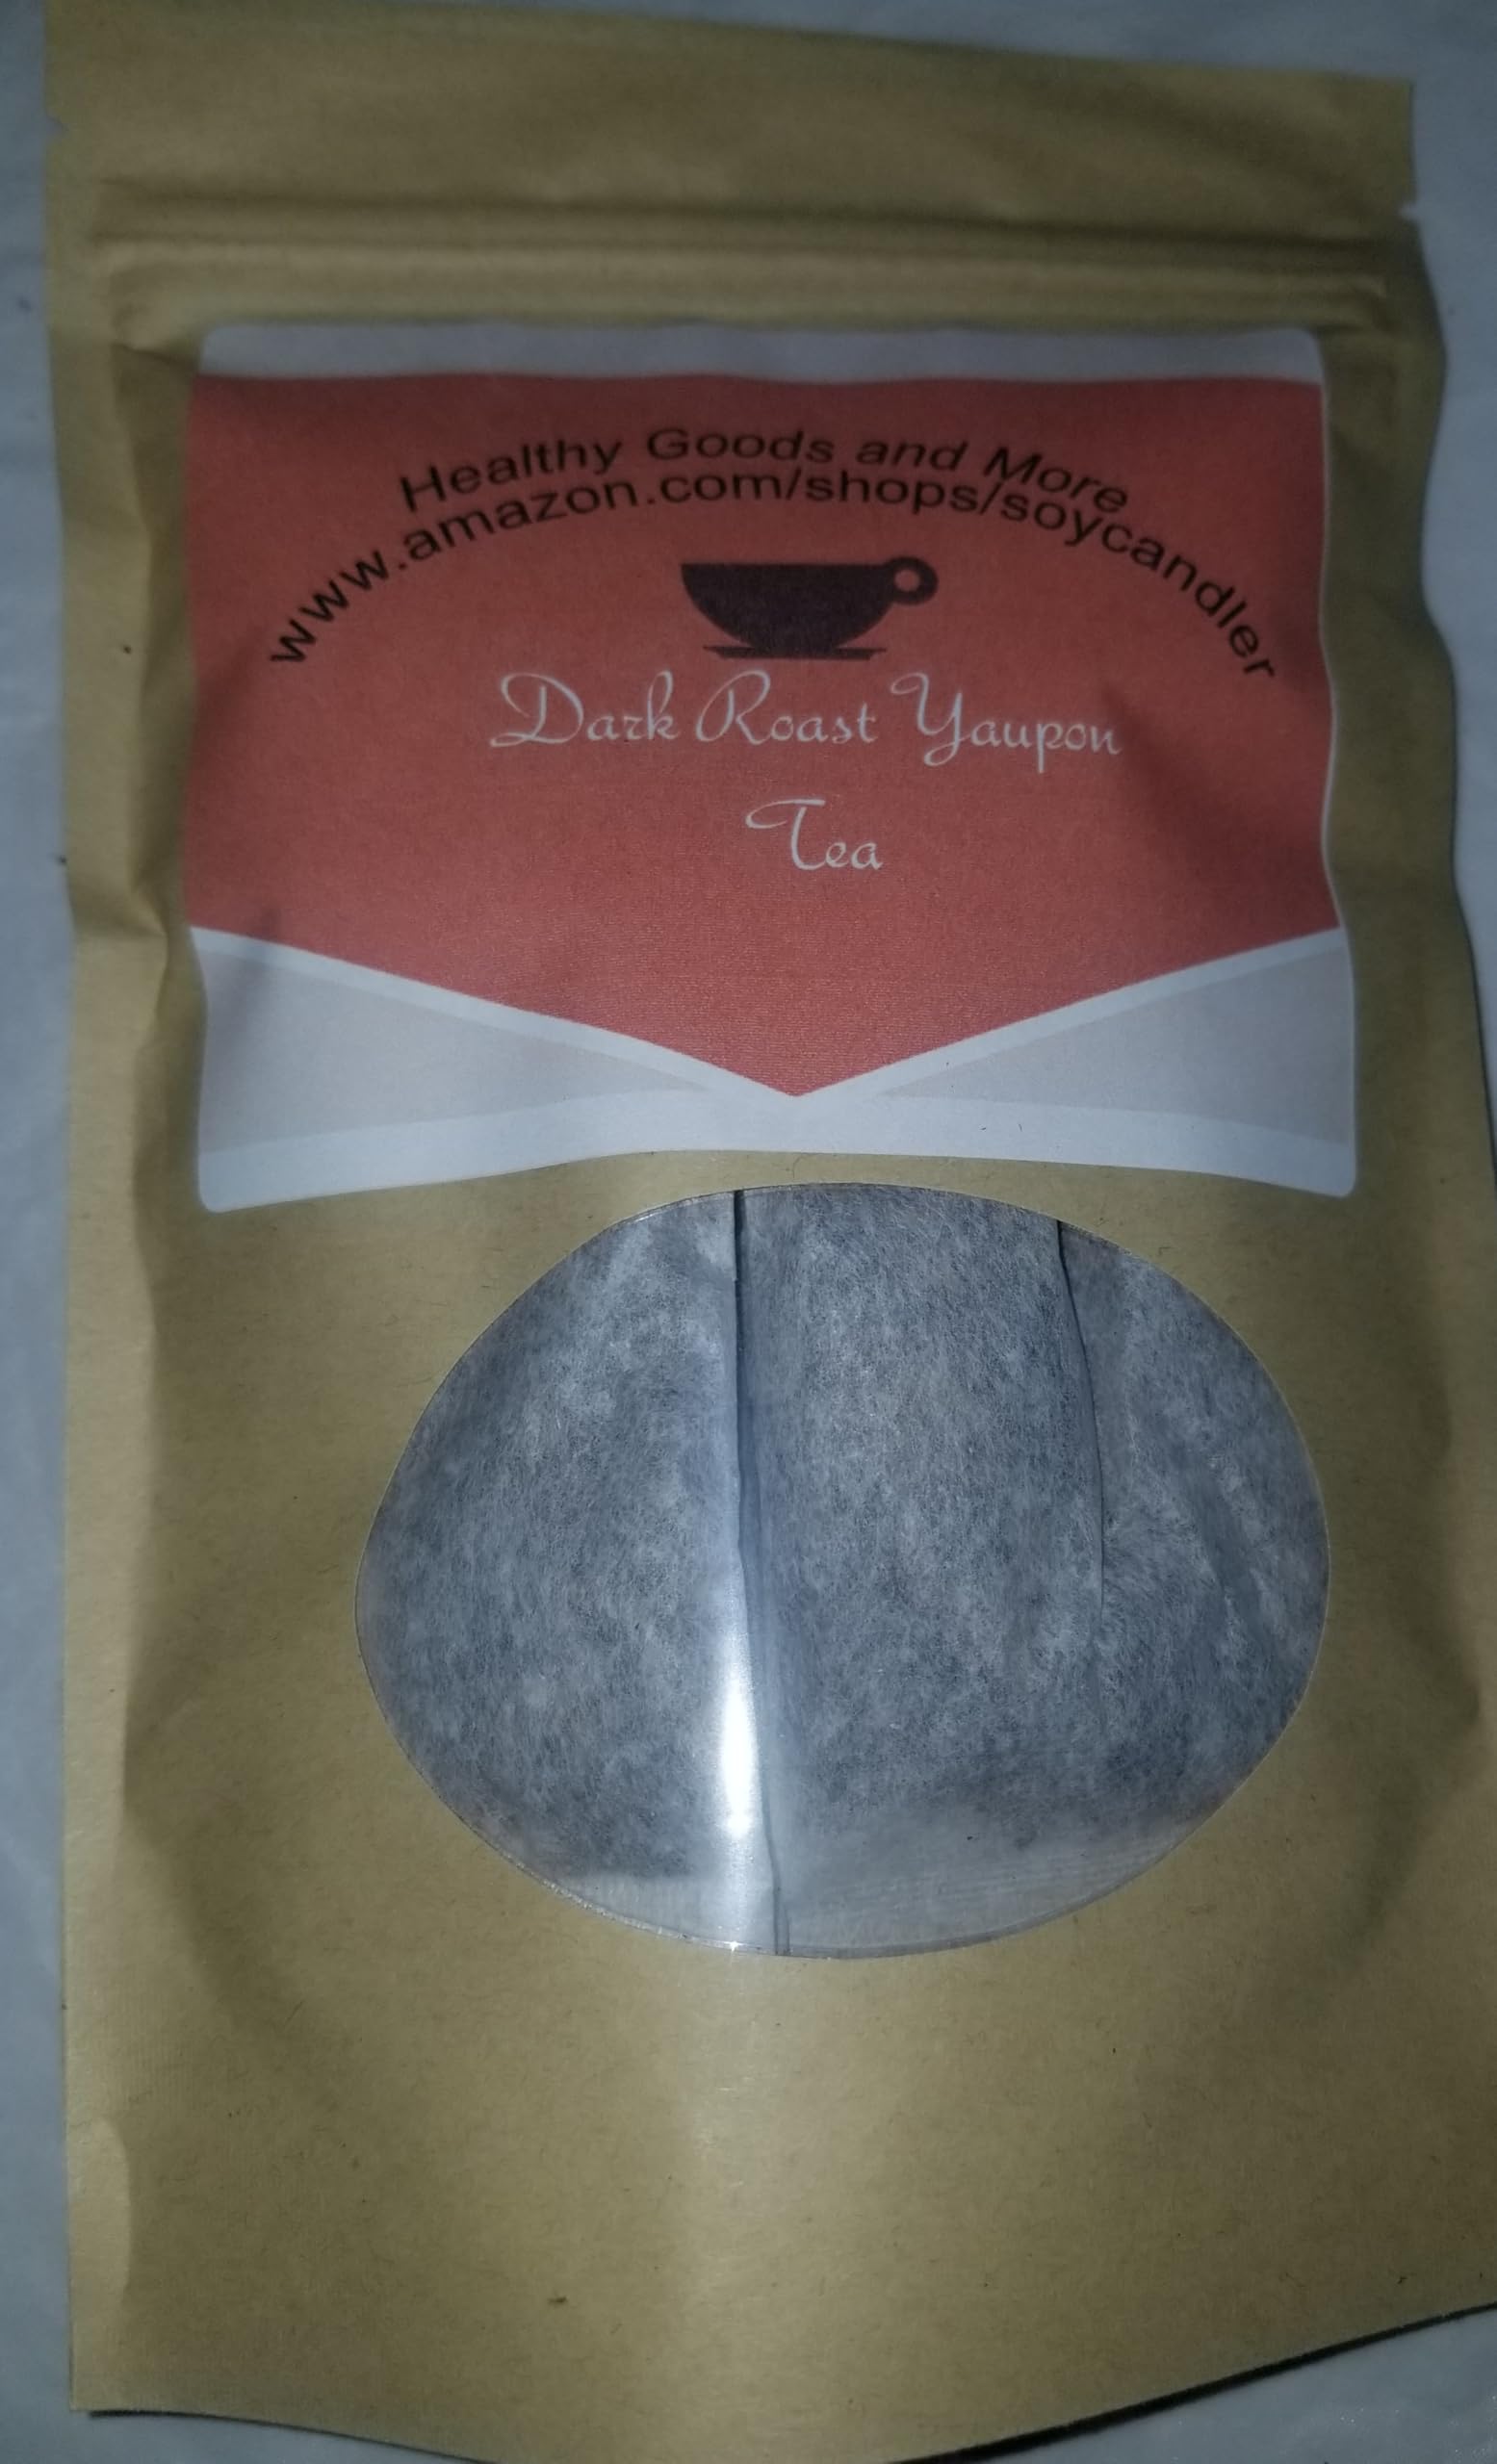 Healthy Goods and More
www.amazon.com/shops/soycandler
Dark Roast Yaupon
Tea